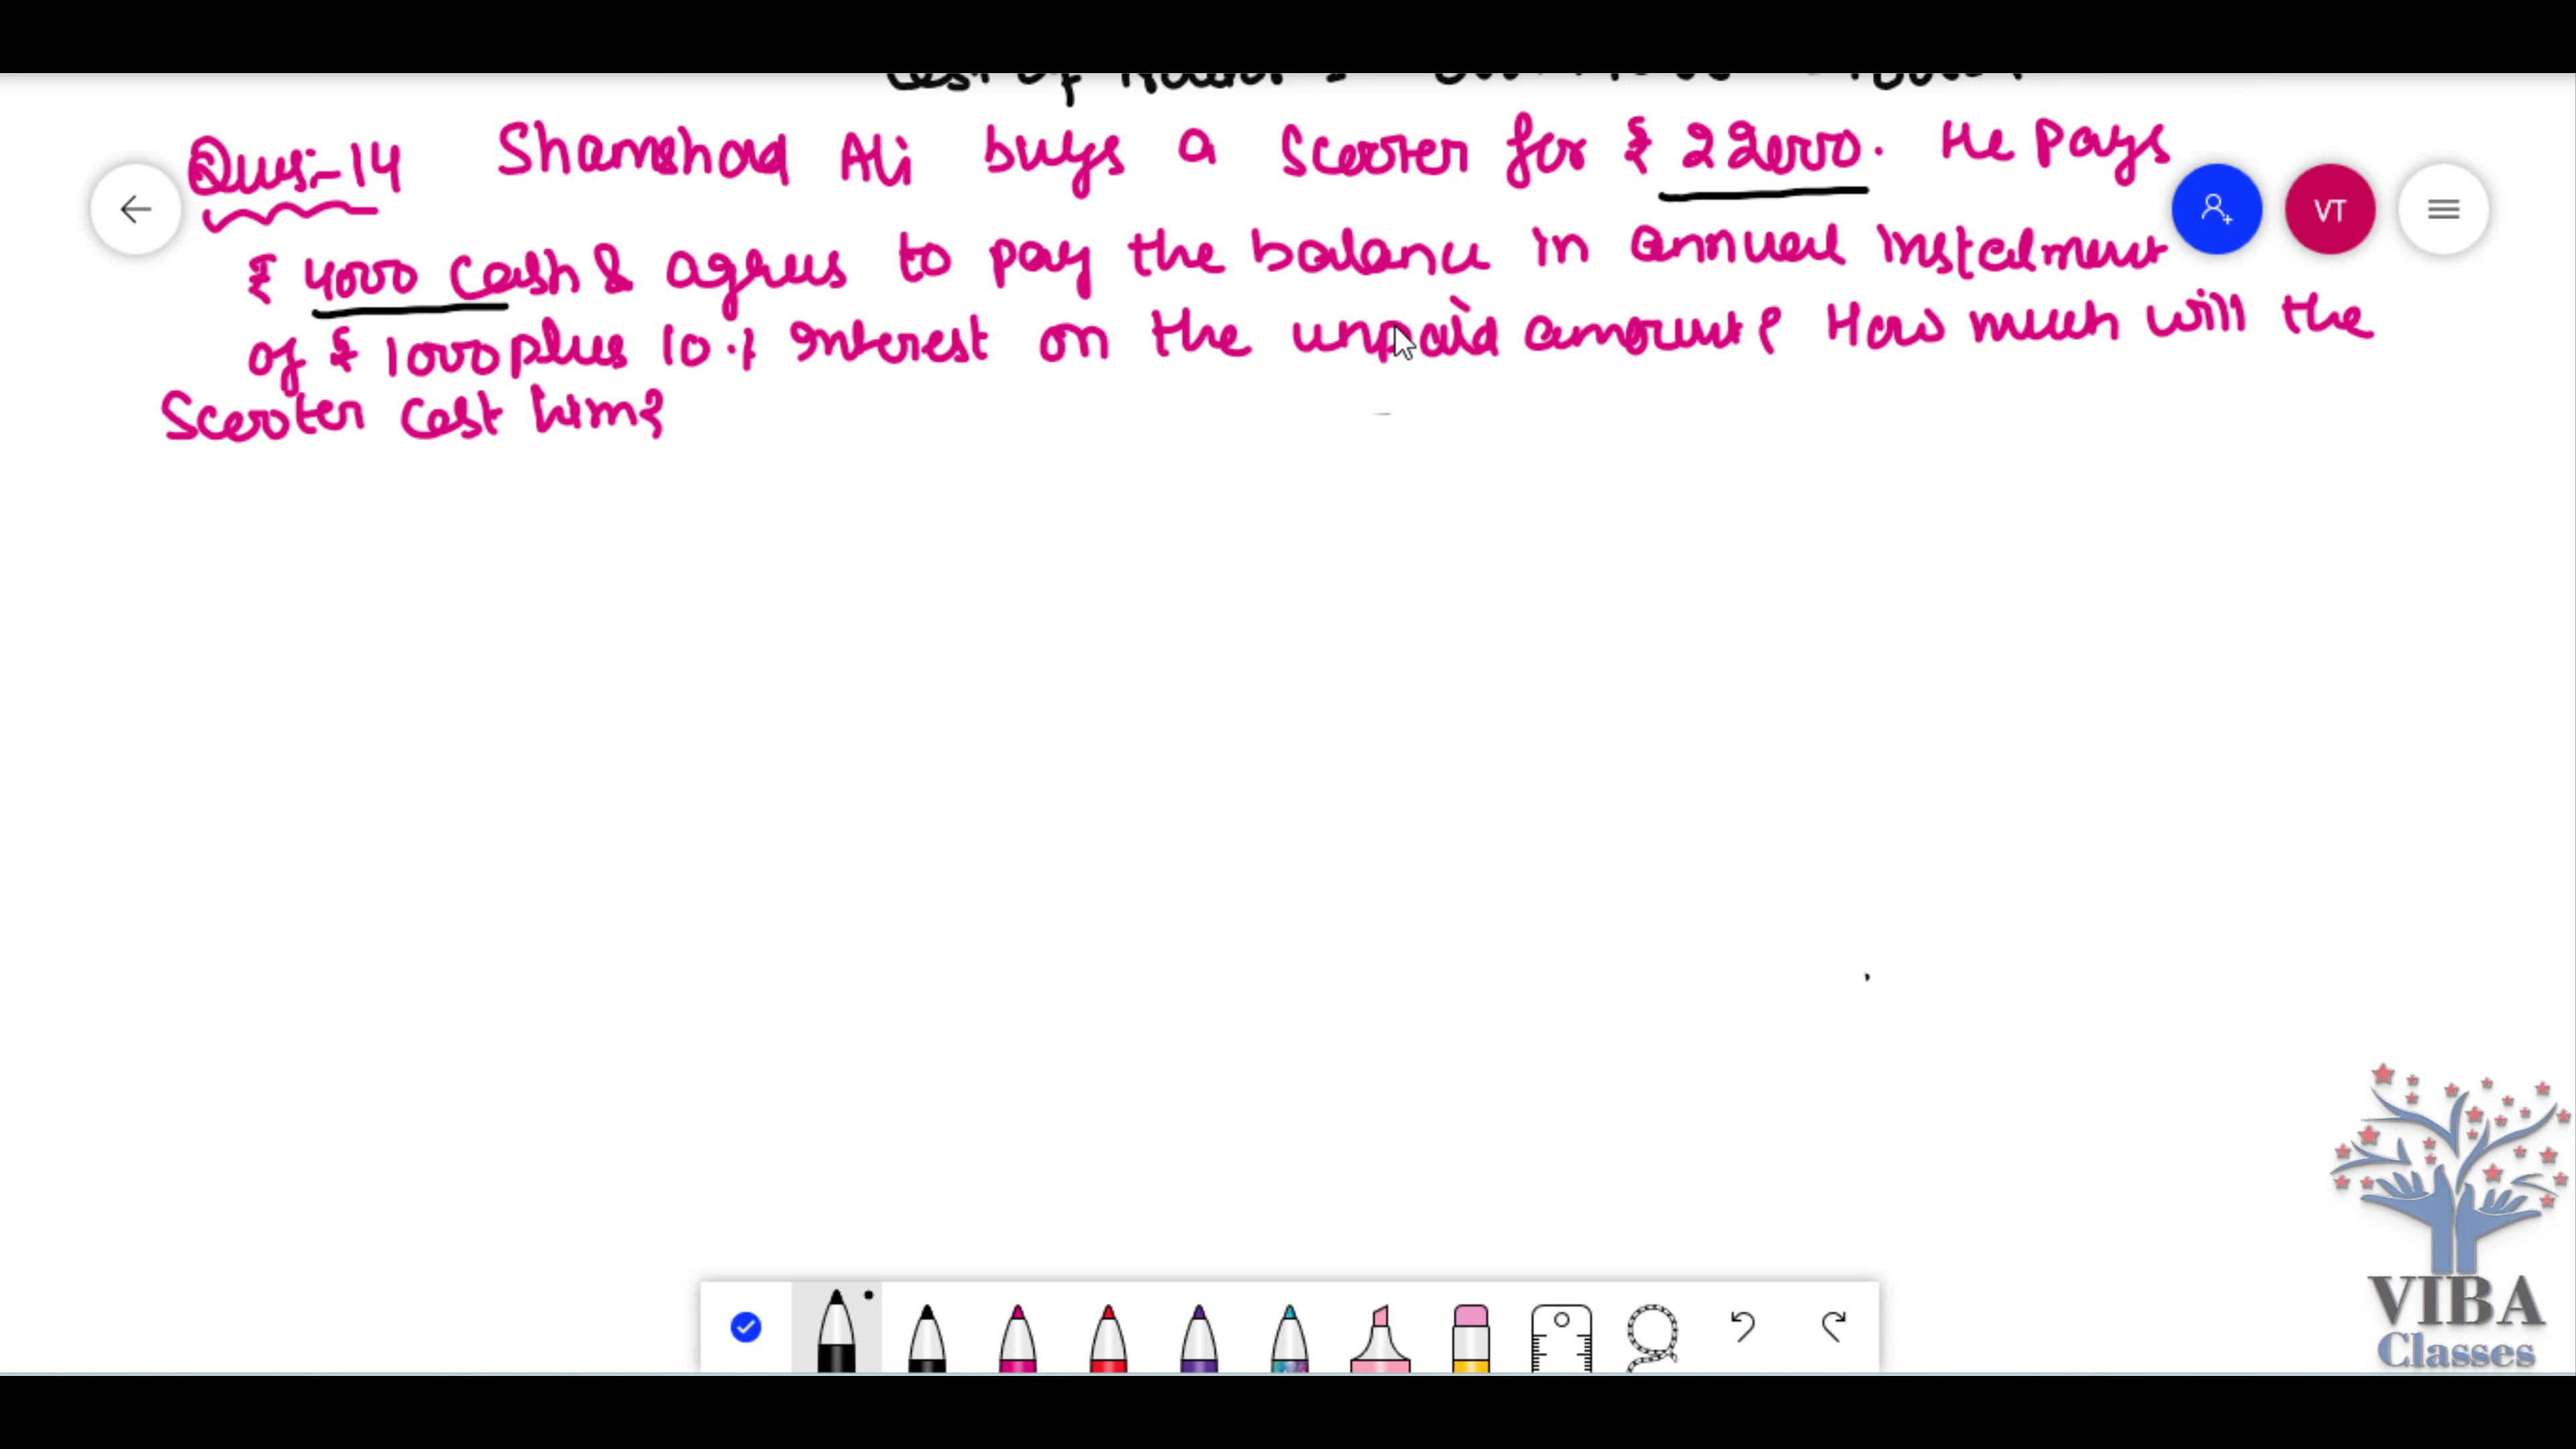 Ques:-14 Shamshad Ali buys a Scooter for ₹ 22000. He pays
₹ 4000 Cash & agrees to pay the balance in annual instalment
of ₹ 1000 plus 10% interest on the unpaid amount? How much will the
Scooter Cost him?
VT
VIBA
Classes